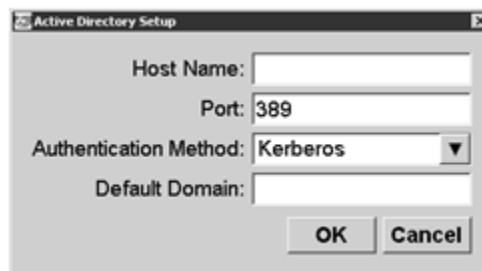 Active Directory Setup
Host Name:
Port: 389
Authentication Method: Kerberos
Default Domain:
OK Cancel